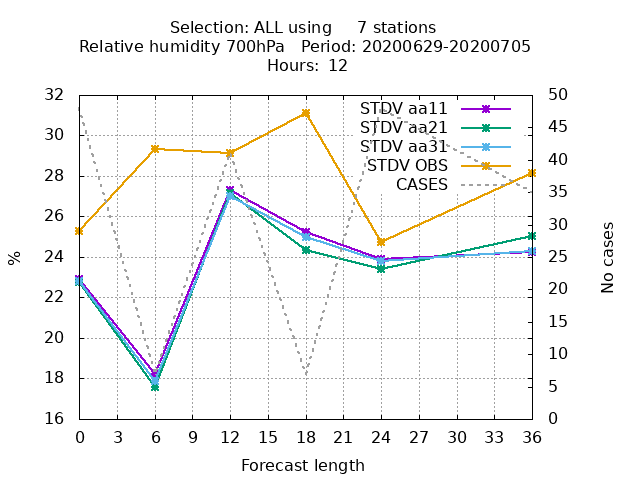 Selection: ALL using     7 stations
Relative humidity 700hPa   Period: 20200629-20200705
Hours: 12
32
30
28
26
24
22
20
18
16
%
50
45
40
35
30
25
20
15
10
5
0
No cases
STDV aa11
STDV aa21
STDV aa31
STDV OBS
CASES
0 3 6 9 12 15 18 21 24 27 30 33 36
Forecast length